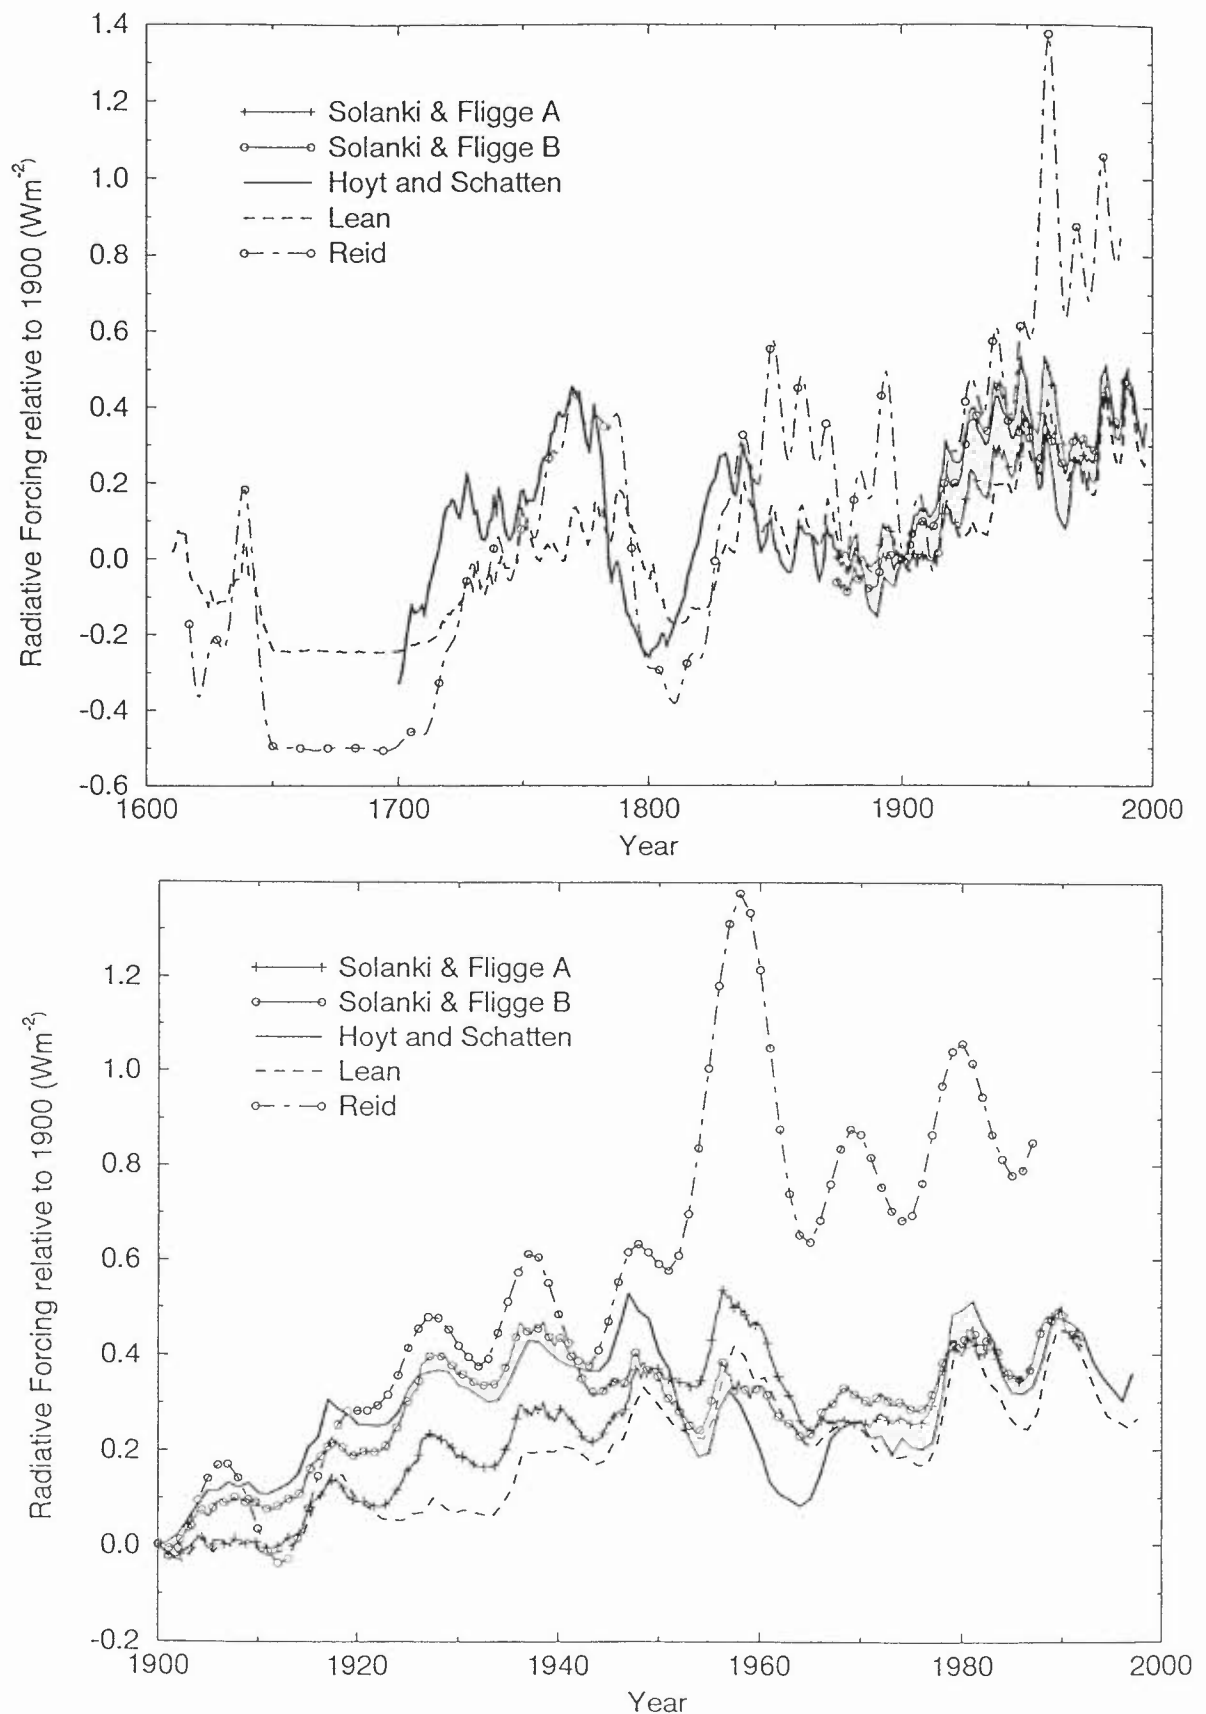 1.4
1.2
1.0
0.8
0.6
0.4
0.2
0.0
-0.2
-0.4
-0.6
Radiative Forcing relative to 1900 (Wm⁻²)
Solanki & Fligge A
Solanki & Fligge B
Hoyt and Schatten
Lean
Reid
1600 1700 1800 1900 2000
Year
1.2
1.0
0.8
0.6
0.4
0.2
0.0
-0.2
Radiative Forcing relative to 1900 (Wm⁻²)
Solanki & Fligge A
Solanki & Fligge B
Hoyt and Schatten
Lean
Reid
1900 1920 1940 1960 1980 2000
Year